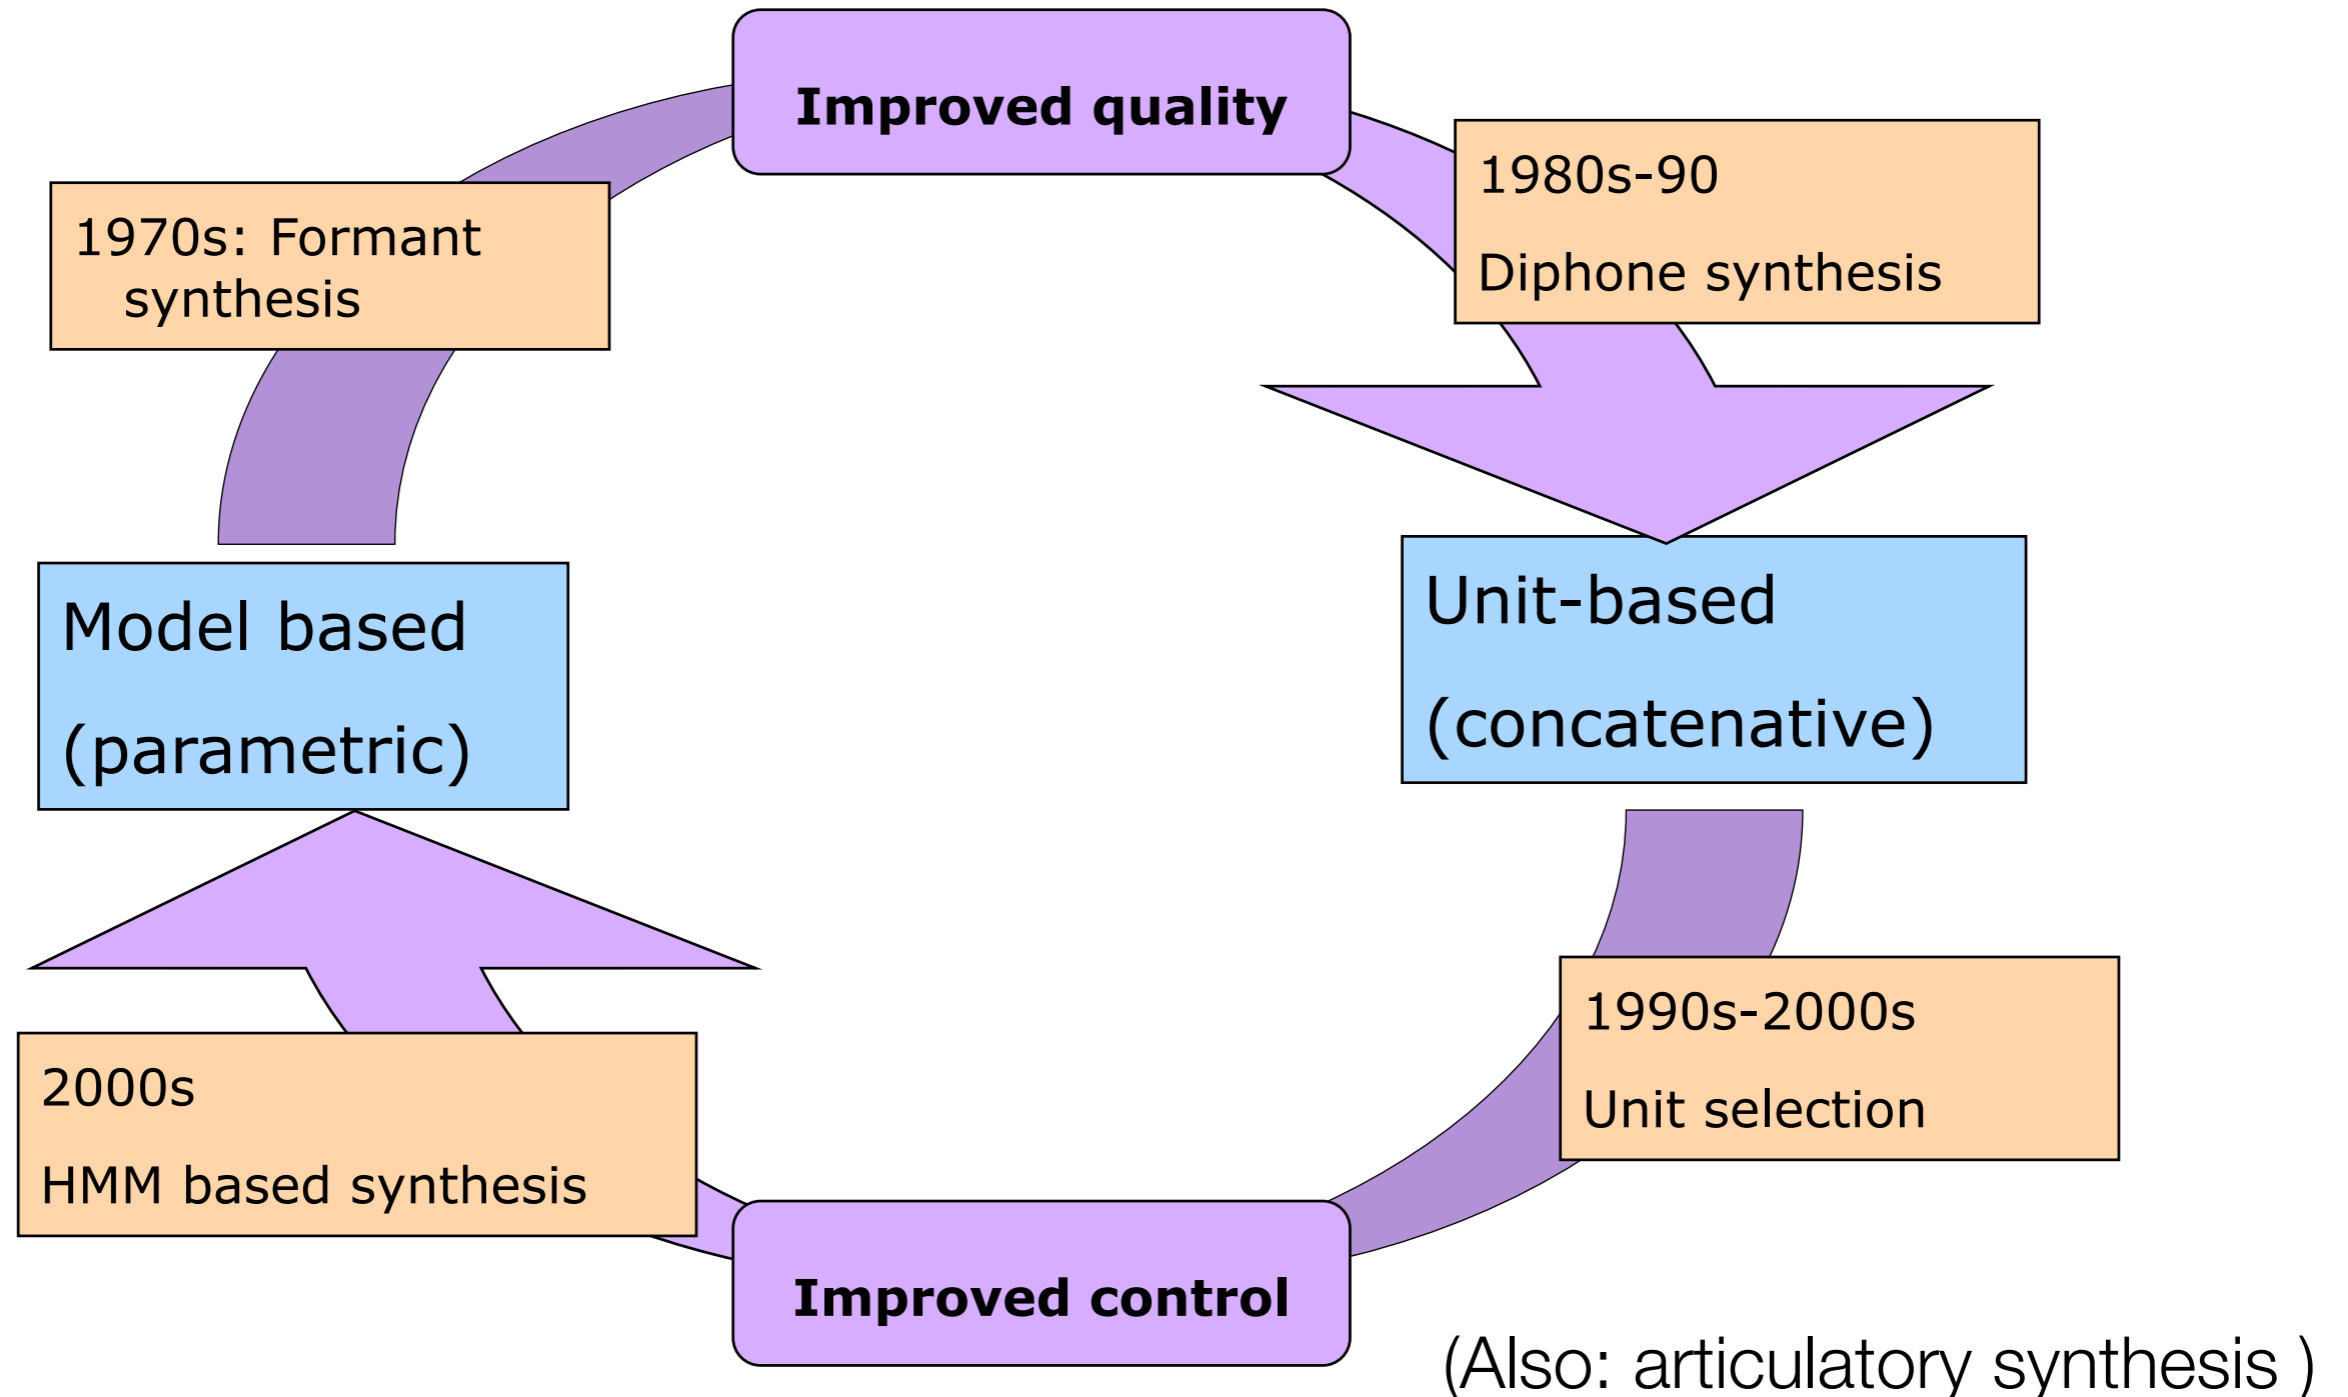 Improved quality
1980s-90
Diphone synthesis
1970s: Formant
synthesis
Model based
(parametric)
Unit-based
(concatenative)
1990s-2000s
Unit selection
2000s
HMM based synthesis
Improved control
(Also: articulatory synthesis )